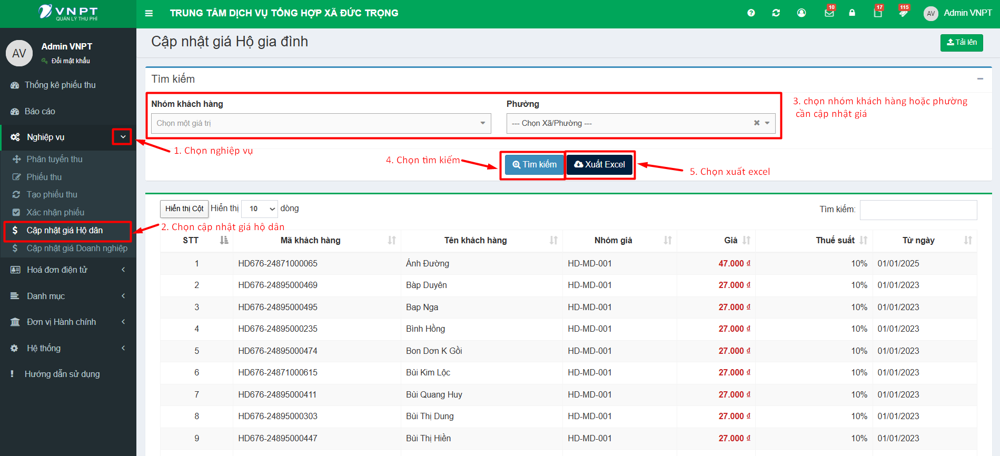 VNPT
QUẢN LÝ THU PHÍ
TRUNG TÂM DỊCH VỤ TỔNG HỢP XÃ ĐỨC TRỌNG
10
17
115
AV
Admin VNPT
AV
Admin VNPT
Đổi mật khẩu
Thống kê phiếu thu
Báo cáo
Nghiệp vụ
Phân tuyến thu
Phiếu thu
Tạo phiếu thu
Xác nhận phiếu
Cập nhật giá Hộ dân
Cập nhật giá Doanh nghiệp
Hoá đơn điện tử
Danh mục
Đơn vị Hành chính
Hệ thống
Hướng dẫn sử dụng
Cập nhật giá Hộ gia đình
Tải lên
Tìm kiếm
Nhóm khách hàng
Phường
Chọn một giá trị
--- Chọn Xã/Phường ---
3. chọn nhóm khách hàng hoặc phường
cần cập nhật giá
1. Chọn nghiệp vụ
4. Chọn tìm kiếm
Tìm kiếm
Xuất Excel
5. Chọn xuất excel
Hiển thị Cột
Hiển thị 10 dòng
Tìm kiếm:
2. Chọn cập nhật giá hộ dân
STT Mã khách hàng Tên khách hàng Nhóm giá Giá Thuế suất Từ ngày
1 HD676-24871000065 Ánh Đường HD-MD-001 47.000 đ 10% 01/01/2025
2 HD676-24895000469 Bàp Duyên HD-MD-001 27.000 đ 10% 01/01/2023
3 HD676-24895000495 Bap Nga HD-MD-001 27.000 đ 10% 01/01/2023
4 HD676-24895000235 Bình Hồng HD-MD-001 27.000 đ 10% 01/01/2023
5 HD676-24895000474 Bon Dơn K Gồi HD-MD-001 27.000 đ 10% 01/01/2023
6 HD676-24871000615 Bùi Kim Lộc HD-MD-001 27.000 đ 10% 01/01/2023
7 HD676-24895000411 Bùi Quang Huy HD-MD-001 27.000 đ 10% 01/01/2023
8 HD676-24895000303 Bùi Thị Dung HD-MD-001 27.000 đ 10% 01/01/2023
9 HD676-24895000447 Bùi Thị Hiền HD-MD-001 27.000 đ 10% 01/01/2023